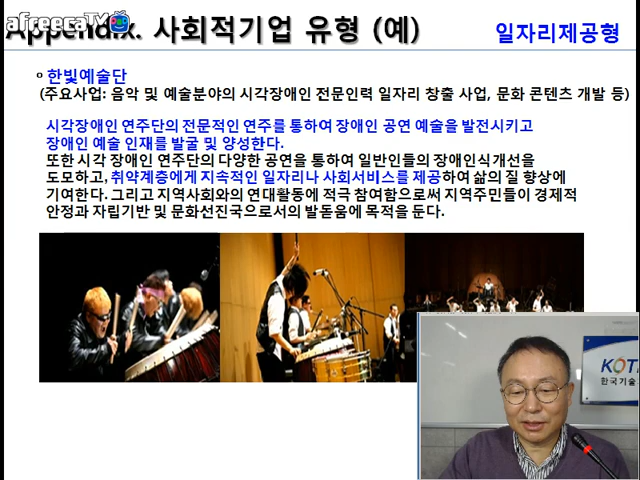 afreecaTV
Appendix. 사회적기업 유형 (예)
일자리제공형
한빛예술단
(주요사업: 음악 및 예술분야의 시각장애인 전문인력 일자리 창출 사업, 문화 콘텐츠 개발 등)
시각장애인 연주단의 전문적인 연주를 통하여 장애인 공연 예술을 발전시키고
장애인 예술 인재를 발굴 및 양성한다.
또한 시각 장애인 연주단의 다양한 공연을 통하여 일반인들의 장애인식개선을
도모하고, 취약계층에게 지속적인 일자리나 사회서비스를 제공하여 삶의 질 향상에
기여한다. 그리고 지역사회와의 연대활동에 적극 참여함으로써 지역주민들이 경제적
안정과 자립기반 및 문화선진국으로서의 발돋움에 목적을 둔다.
한국기술